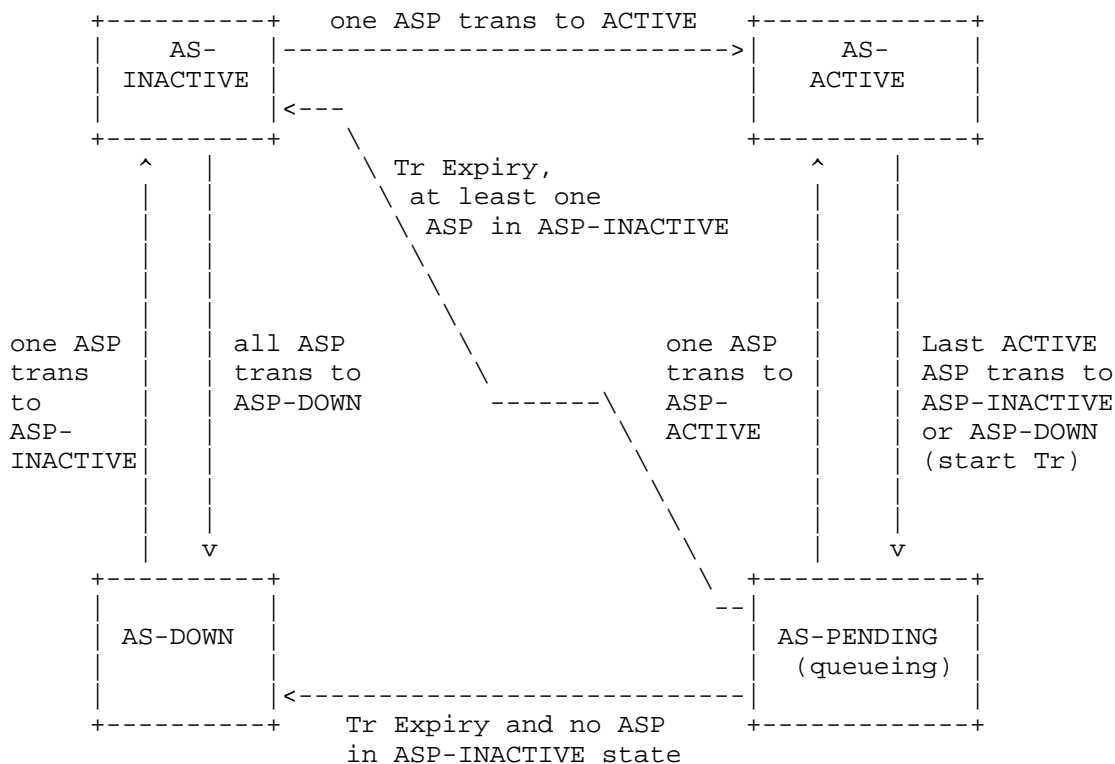 one ASP trans to ACTIVE
AS-
INACTIVE
AS-
ACTIVE
Tr Expiry,
at least one
ASP in ASP-INACTIVE
one ASP
trans
to
ASP-
INACTIVE
all ASP
trans to
ASP-DOWN
one ASP
trans to
ASP-
ACTIVE
Last ACTIVE
ASP trans to
ASP-INACTIVE
or ASP-DOWN
(start Tr)
AS-DOWN
AS-PENDING
(queueing)
Tr Expiry and no ASP
in ASP-INACTIVE state